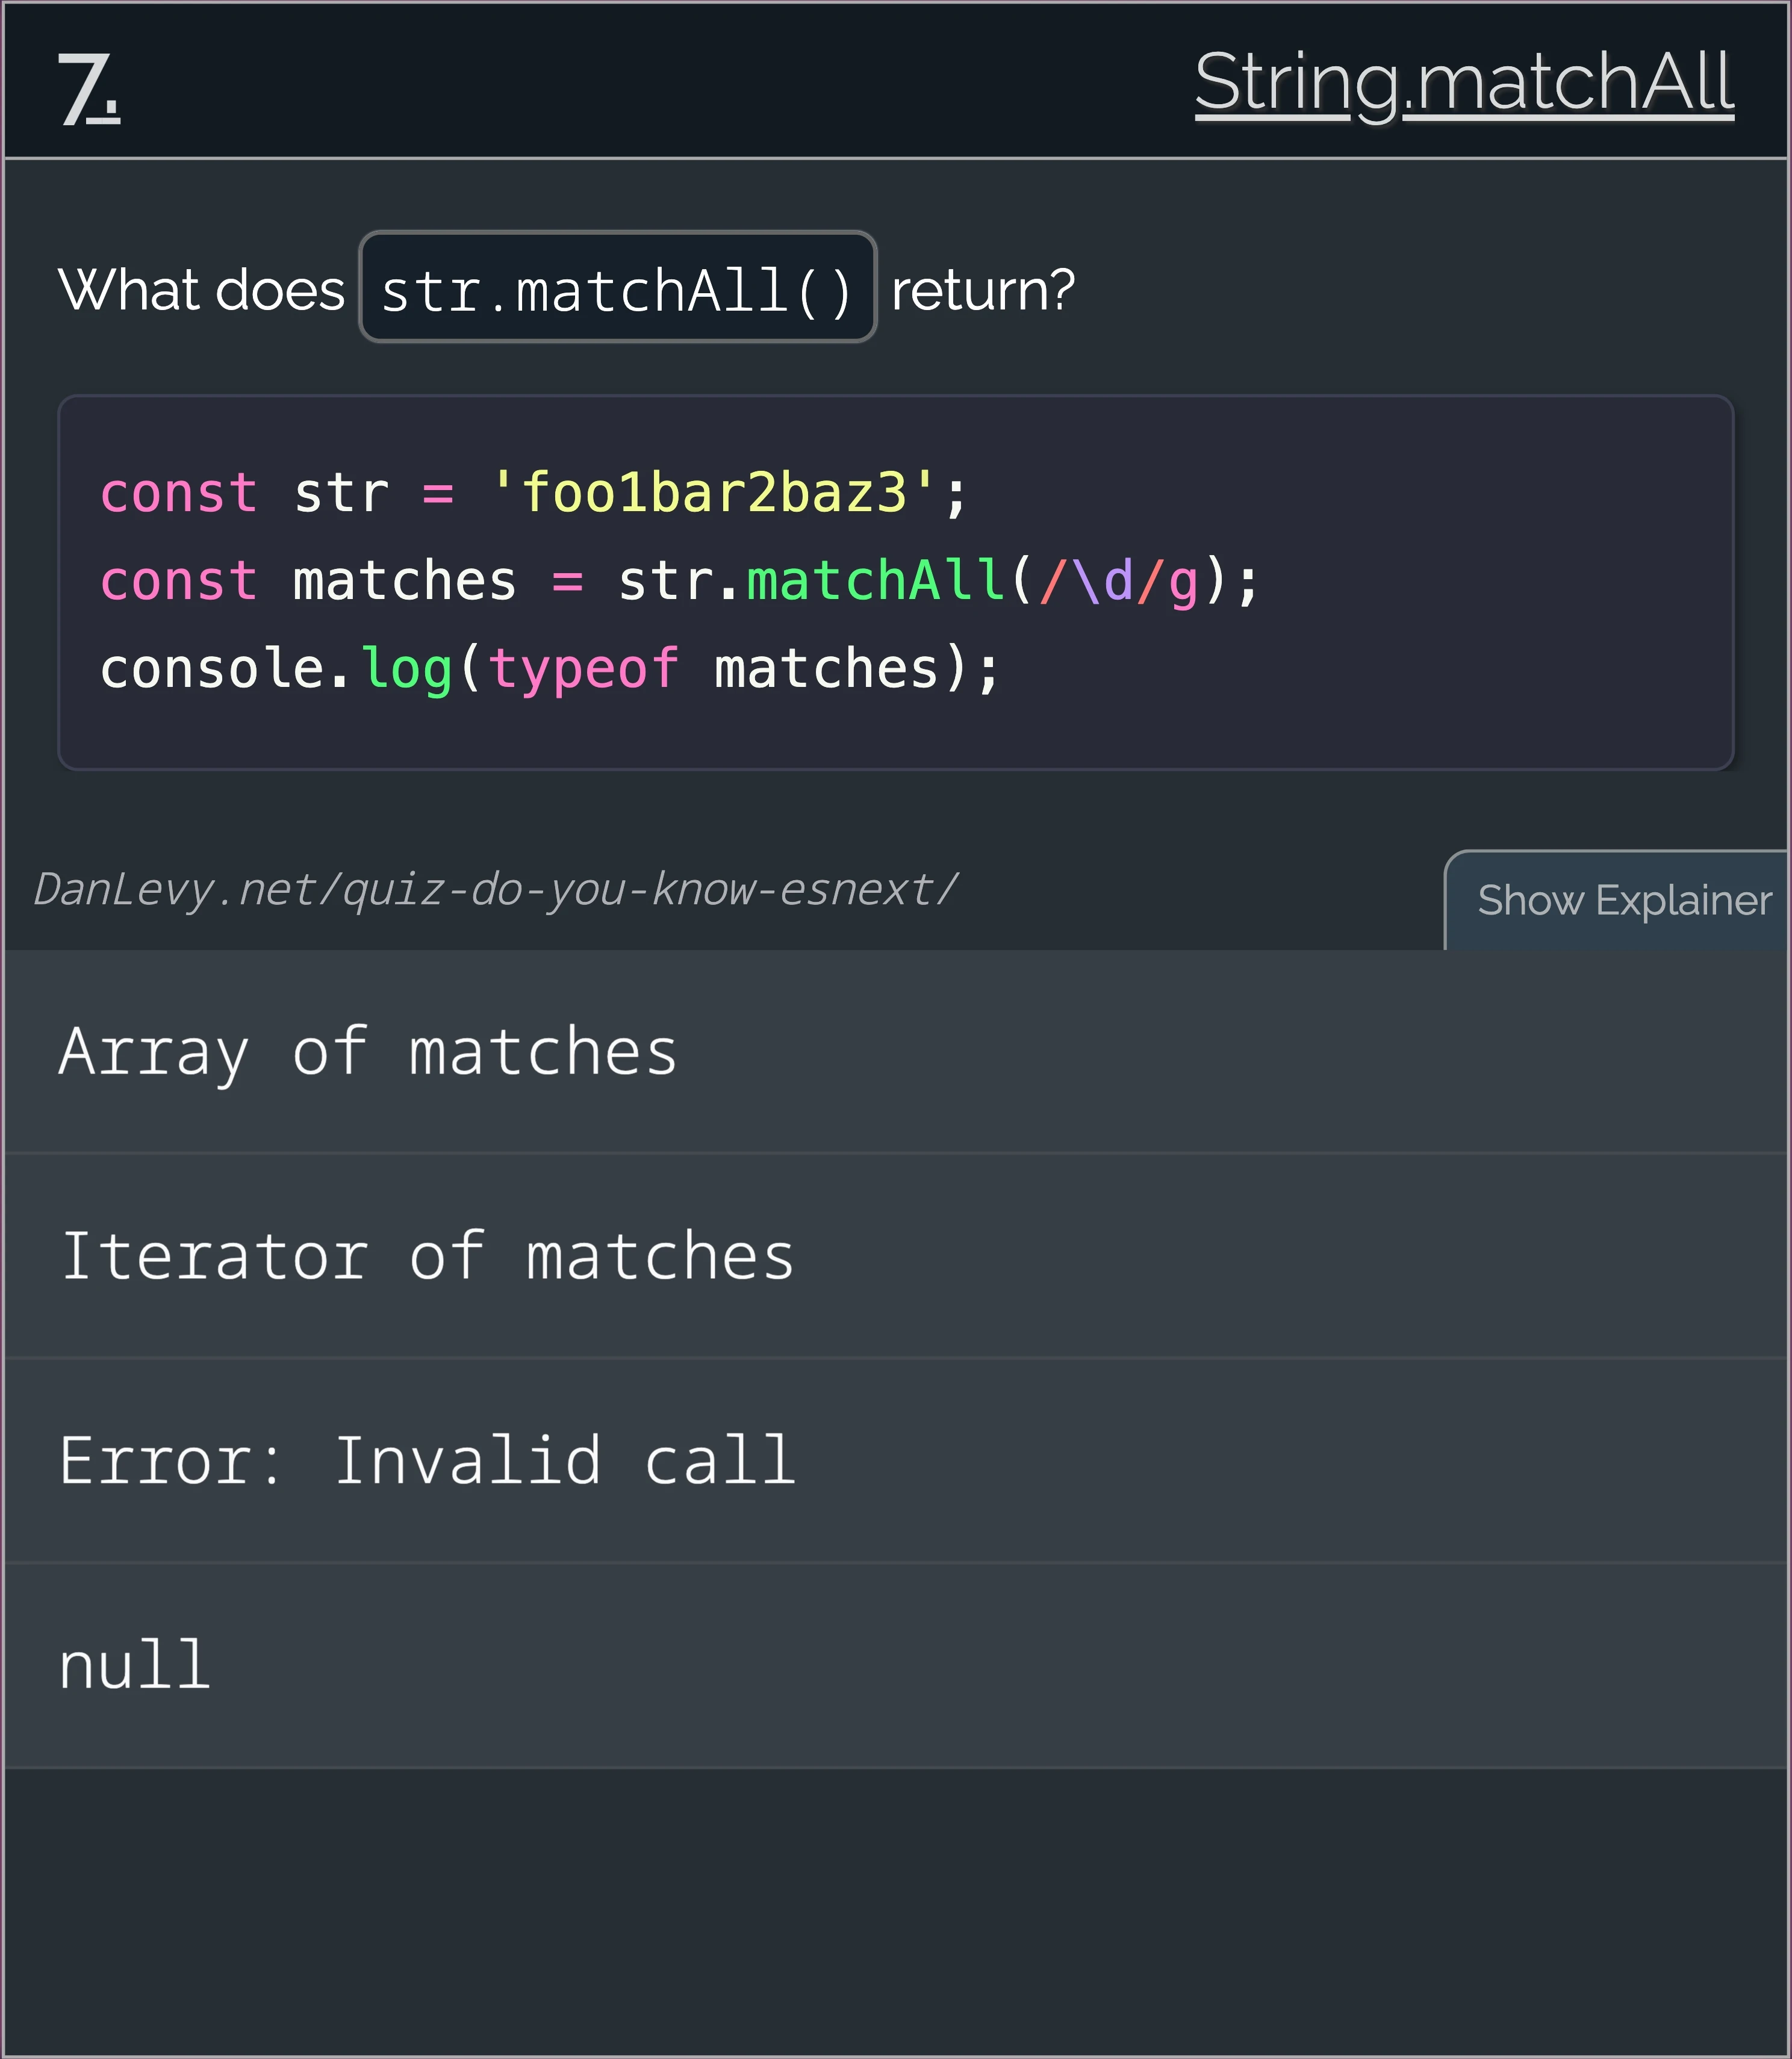 7.
String.matchAll
What does str.matchAll() return?
const str = 'foo1bar2baz3';
const matches = str.matchAll(/\d/g);
console.log(typeof matches);
DanLevy.net/quiz-do-you-know-esnext/
Show Explainer
Array of matches
Iterator of matches
Error: Invalid call
null